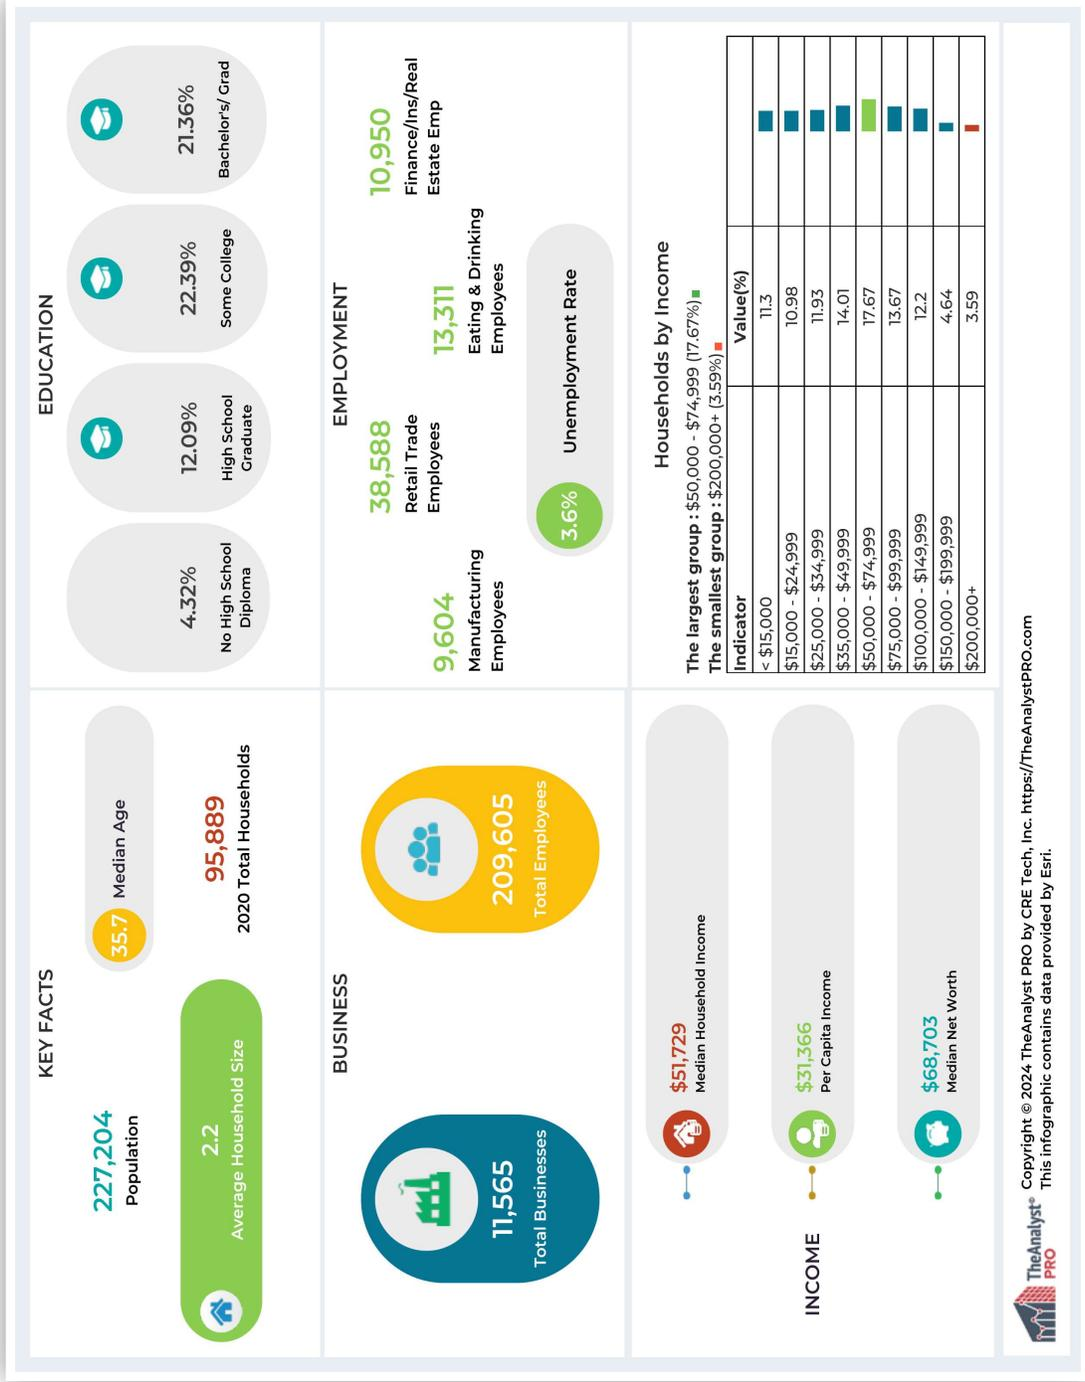 KEY FACTS
227,204
Population
35.7
Median Age
2.2
Average Household Size
95,889
2020 Total Households
EDUCATION
4.32%
No High School
Diploma
12.09%
High School
Graduate
22.39%
Some College
21.36%
Bachelor's/ Grad
BUSINESS
11,565
Total Businesses
209,605
Total Employees
EMPLOYMENT
9,604
Manufacturing
Employees
38,588
Retail Trade
Employees
13,311
Eating & Drinking
Employees
10,950
Finance/Ins/Real
Estate Emp
3.6%
Unemployment Rate
INCOME
$51,729
Median Household Income
$31,366
Per Capita Income
$68,703
Median Net Worth
Households by Income
The largest group : $50,000 - $74,999 (17.67%)
The smallest group : $200,000+ (3.59%)
Indicator Value(%)
< $15,000 11.3
$15,000 - $24,999 10.98
$25,000 - $34,999 11.93
$35,000 - $49,999 14.01
$50,000 - $74,999 17.67
$75,000 - $99,999 13.67
$100,000 - $149,999 12.2
$150,000 - $199,999 4.64
$200,000+ 3.59
TheAnalyst®
PRO
Copyright © 2024 TheAnalyst PRO by CRE Tech, Inc. https://TheAnalystPRO.com
This infographic contains data provided by Esri.